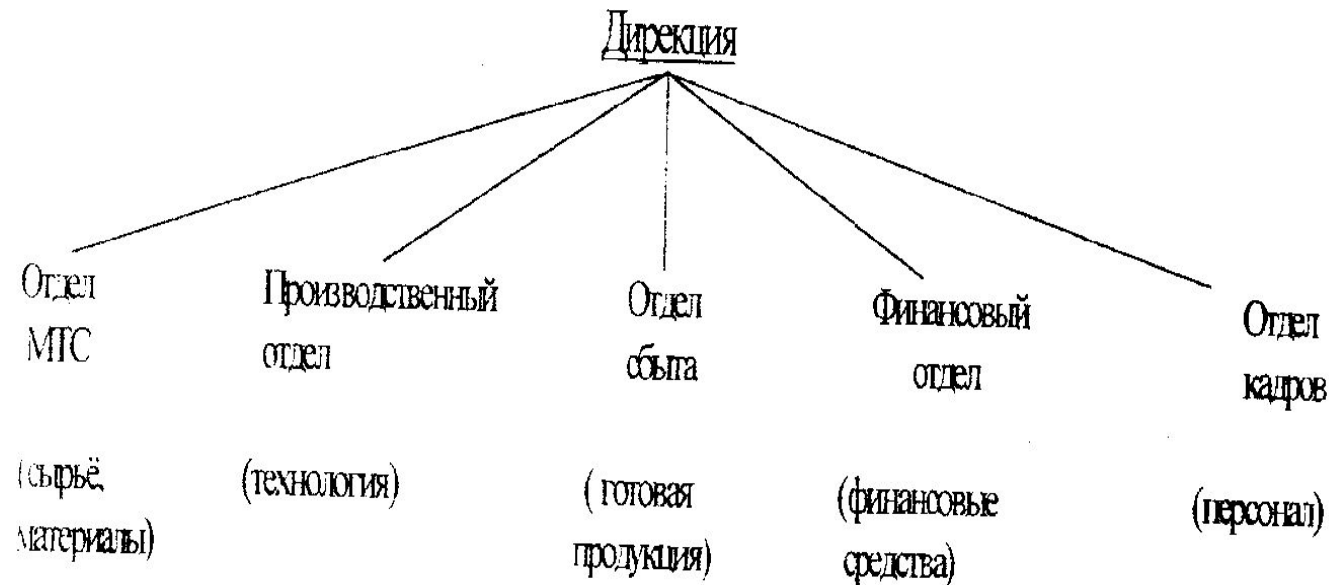 Дирекция
Отдел
МТС
(сырьё,
материалы)
Производственный
отдел
(технология)
Отдел
сбыта
( готовая
продукция)
Финансовый
отдел
(финансовые
средства)
Отдел
кадров
(персонал)